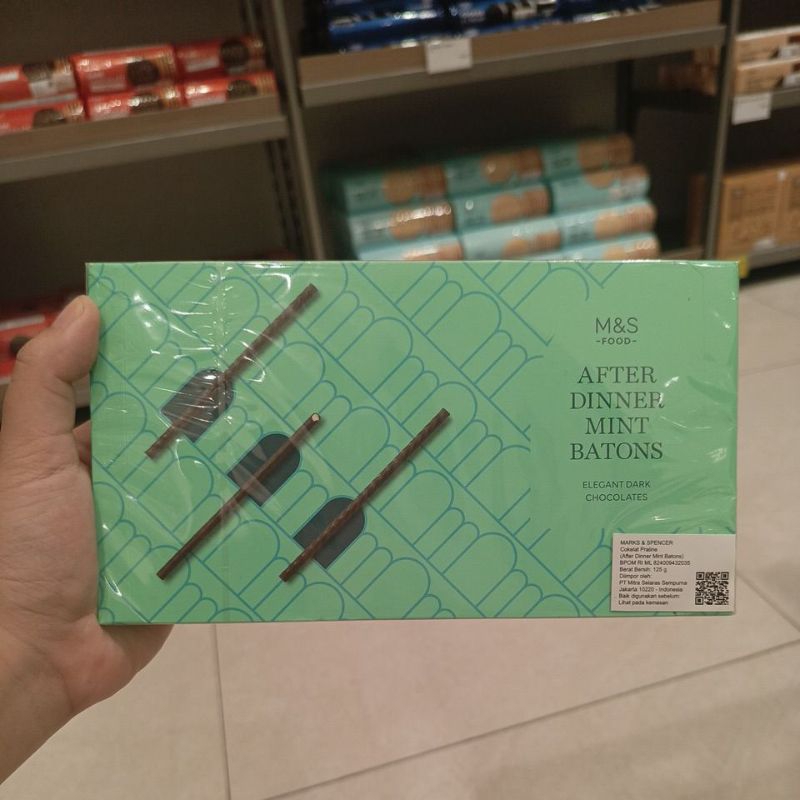 M&S
-FOOD-
AFTER
DINNER
MINT
BATONS
ELEGANT DARK
CHOCOLATES
MARKS & SPENCER
Cokelat Praline
(After Dinner Mint Batons)
BPOM RI ML 824009432035
Berat Bersih: 125 g
Diimpor oleh:
PT Mitra Selaras Sempurna
Jakarta 10220 - Indonesia
Baik digunakan sebelum:
Lihat pada kemasan